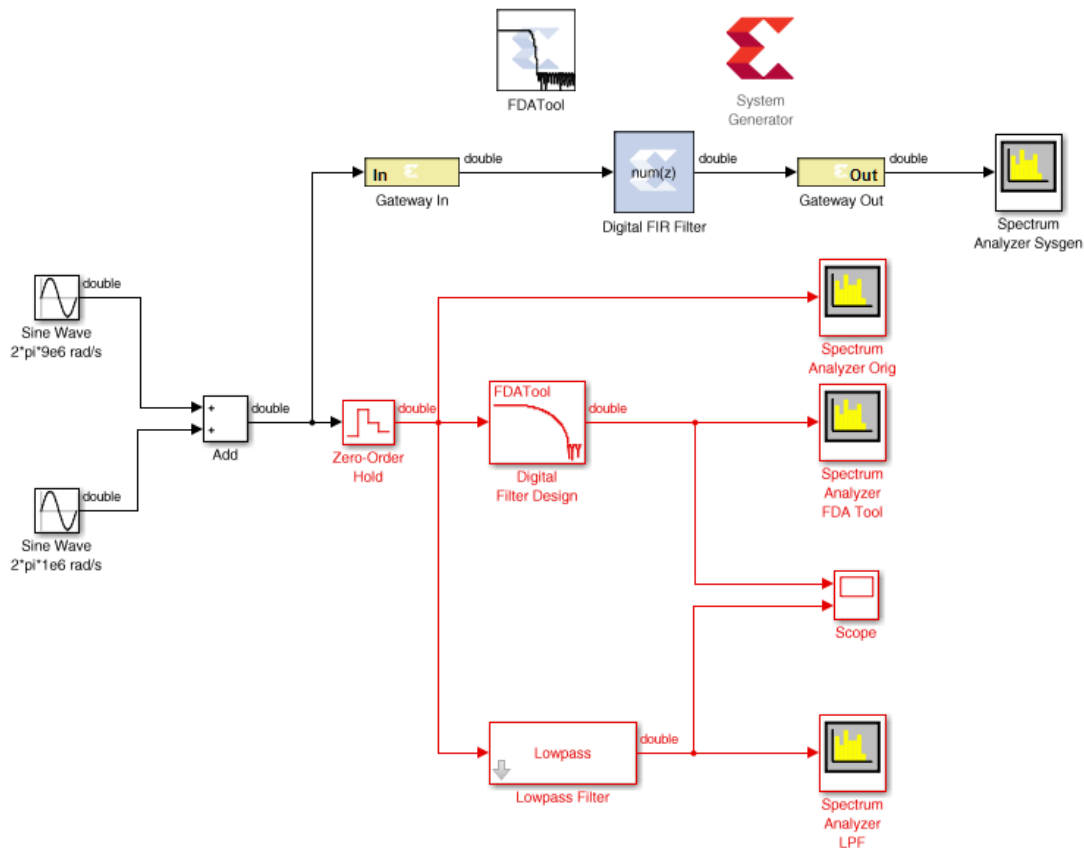 FDATool
System
Generator
double
double
double
In
num(z)
Out
Gateway In
Digital FIR Filter
Gateway Out
Spectrum
Analyzer Sysgen
double
Sine Wave
2*pi*9e6 rad/s
Spectrum
Analyzer Orig
+
+
double
Add
double
Zero-Order
Hold
FDATool
double
Digital
Filter Design
Spectrum
Analyzer
FDA Tool
double
Sine Wave
2*pi*1e6 rad/s
Scope
Lowpass
double
Lowpass Filter
Spectrum
Analyzer
LPF